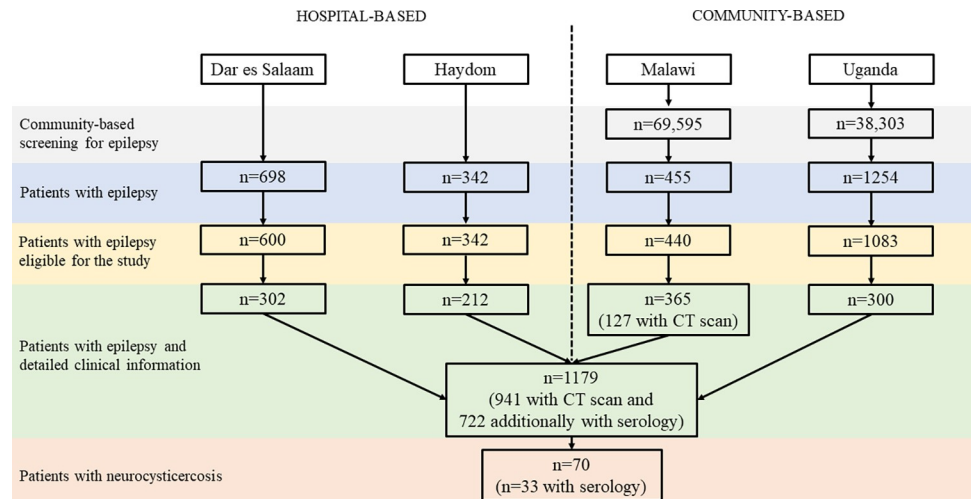 HOSPITAL-BASED
COMMUNITY-BASED
Dar es Salaam
Haydom
Malawi
Uganda
Community-based
screening for epilepsy
n=69,595
n=38,303
Patients with epilepsy
n=698
n=342
n=455
n=1254
Patients with epilepsy
eligible for the study
n=600
n=342
n=440
n=1083
n=302
n=212
n=365
(127 with CT scan)
n=300
Patients with epilepsy and
detailed clinical information
n=1179
(941 with CT scan and
722 additionally with serology)
Patients with neurocysticercosis
n=70
(n=33 with serology)